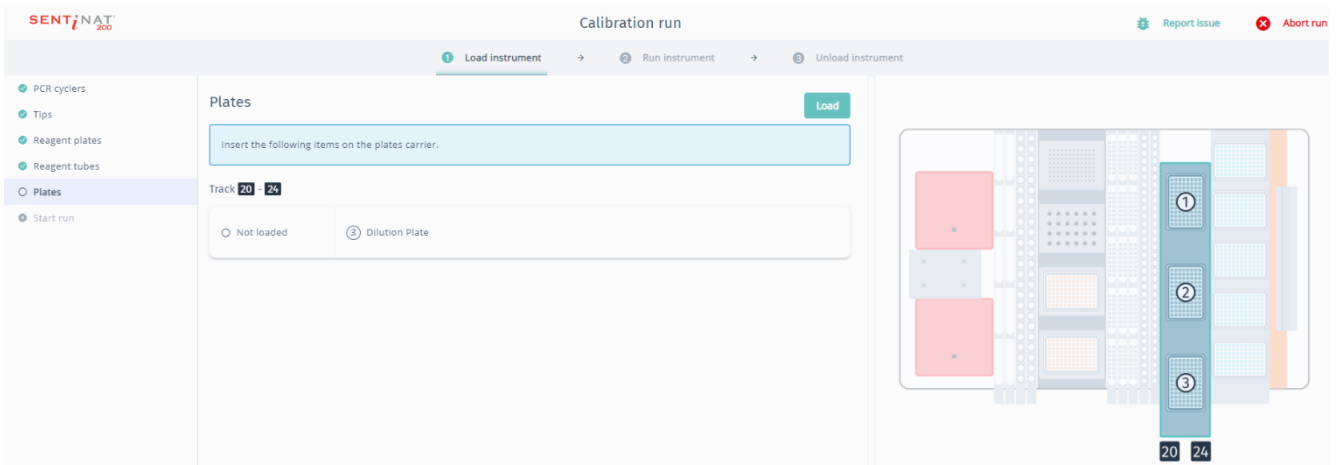 SENTiNAT 200
Calibration run
Report issue
Abort run
1 Load instrument → 2 Run instrument → 3 Unload instrument
PCR cyclers
Tips
Reagent plates
Reagent tubes
Plates
Start run
Plates
Load
Insert the following items on the plates carrier.
Track 20 - 24
Not loaded
3 Dilution Plate
1
2
3
20 24